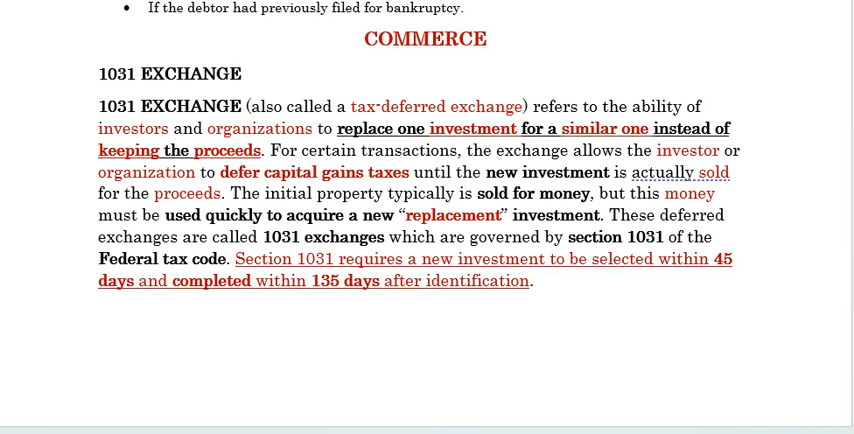 • If the debtor had previously filed for bankruptcy.
COMMERCE
1031 EXCHANGE
1031 EXCHANGE (also called a tax-deferred exchange) refers to the ability of
investors and organizations to replace one investment for a similar one instead of
keeping the proceeds. For certain transactions, the exchange allows the investor or
organization to defer capital gains taxes until the new investment is actually sold
for the proceeds. The initial property typically is sold for money, but this money
must be used quickly to acquire a new “replacement” investment. These deferred
exchanges are called 1031 exchanges which are governed by section 1031 of the
Federal tax code. Section 1031 requires a new investment to be selected within 45
days and completed within 135 days after identification.